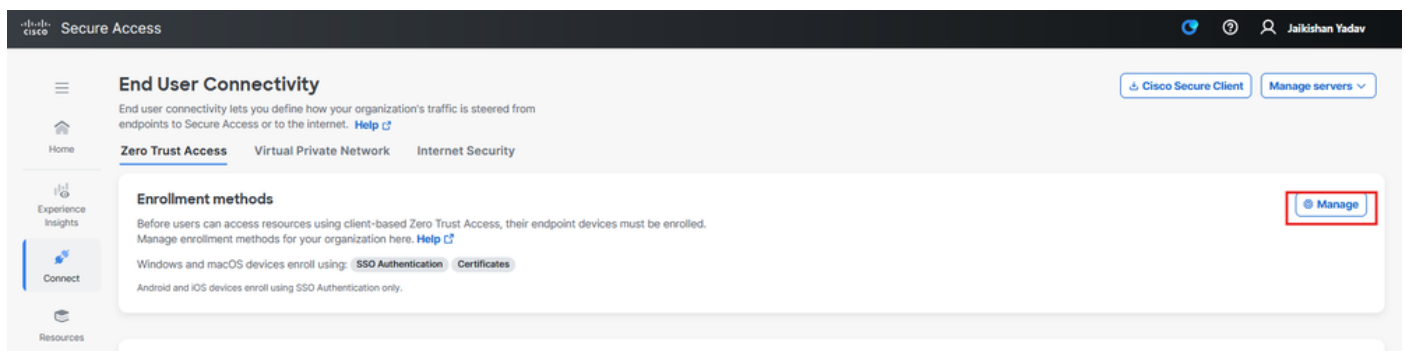 cisco Secure Access
Jaikishan Yadav
End User Connectivity
End user connectivity lets you define how your organization's traffic is steered from
endpoints to Secure Access or to the internet. Help
Cisco Secure Client
Manage servers
Home
Zero Trust Access Virtual Private Network Internet Security
Experience
Insights
Enrollment methods
Before users can access resources using client-based Zero Trust Access, their endpoint devices must be enrolled.
Manage enrollment methods for your organization here. Help
Manage
Windows and macOS devices enroll using: SSO Authentication Certificates
Android and iOS devices enroll using SSO Authentication only.
Connect
Resources